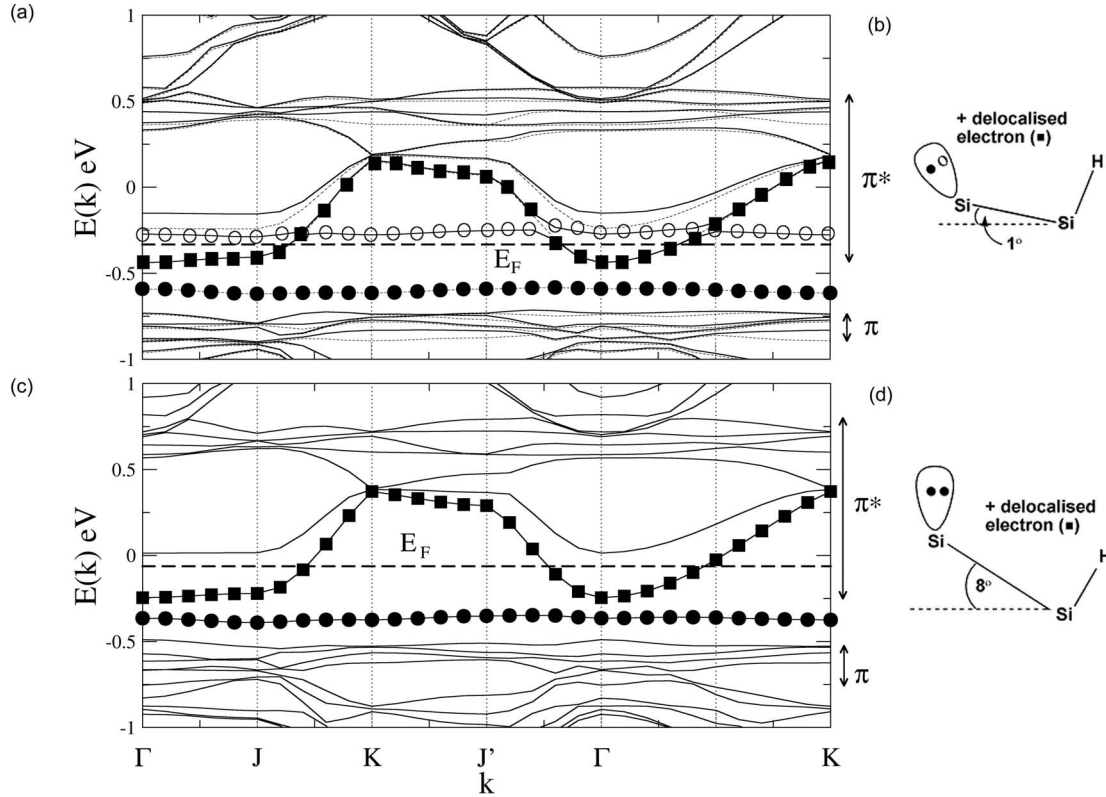 (a)
(b)
1
0.5
0
-0.5
-1
E(k) eV
E_F
π*
π
+ delocalised
electron (■)
O
H
Si
Si
1°
(c)
(d)
1
0.5
0
-0.5
-1
E(k) eV
E_F
π*
π
+ delocalised
electron (■)
H
Si
8°
Si
Γ J K J' Γ K
k